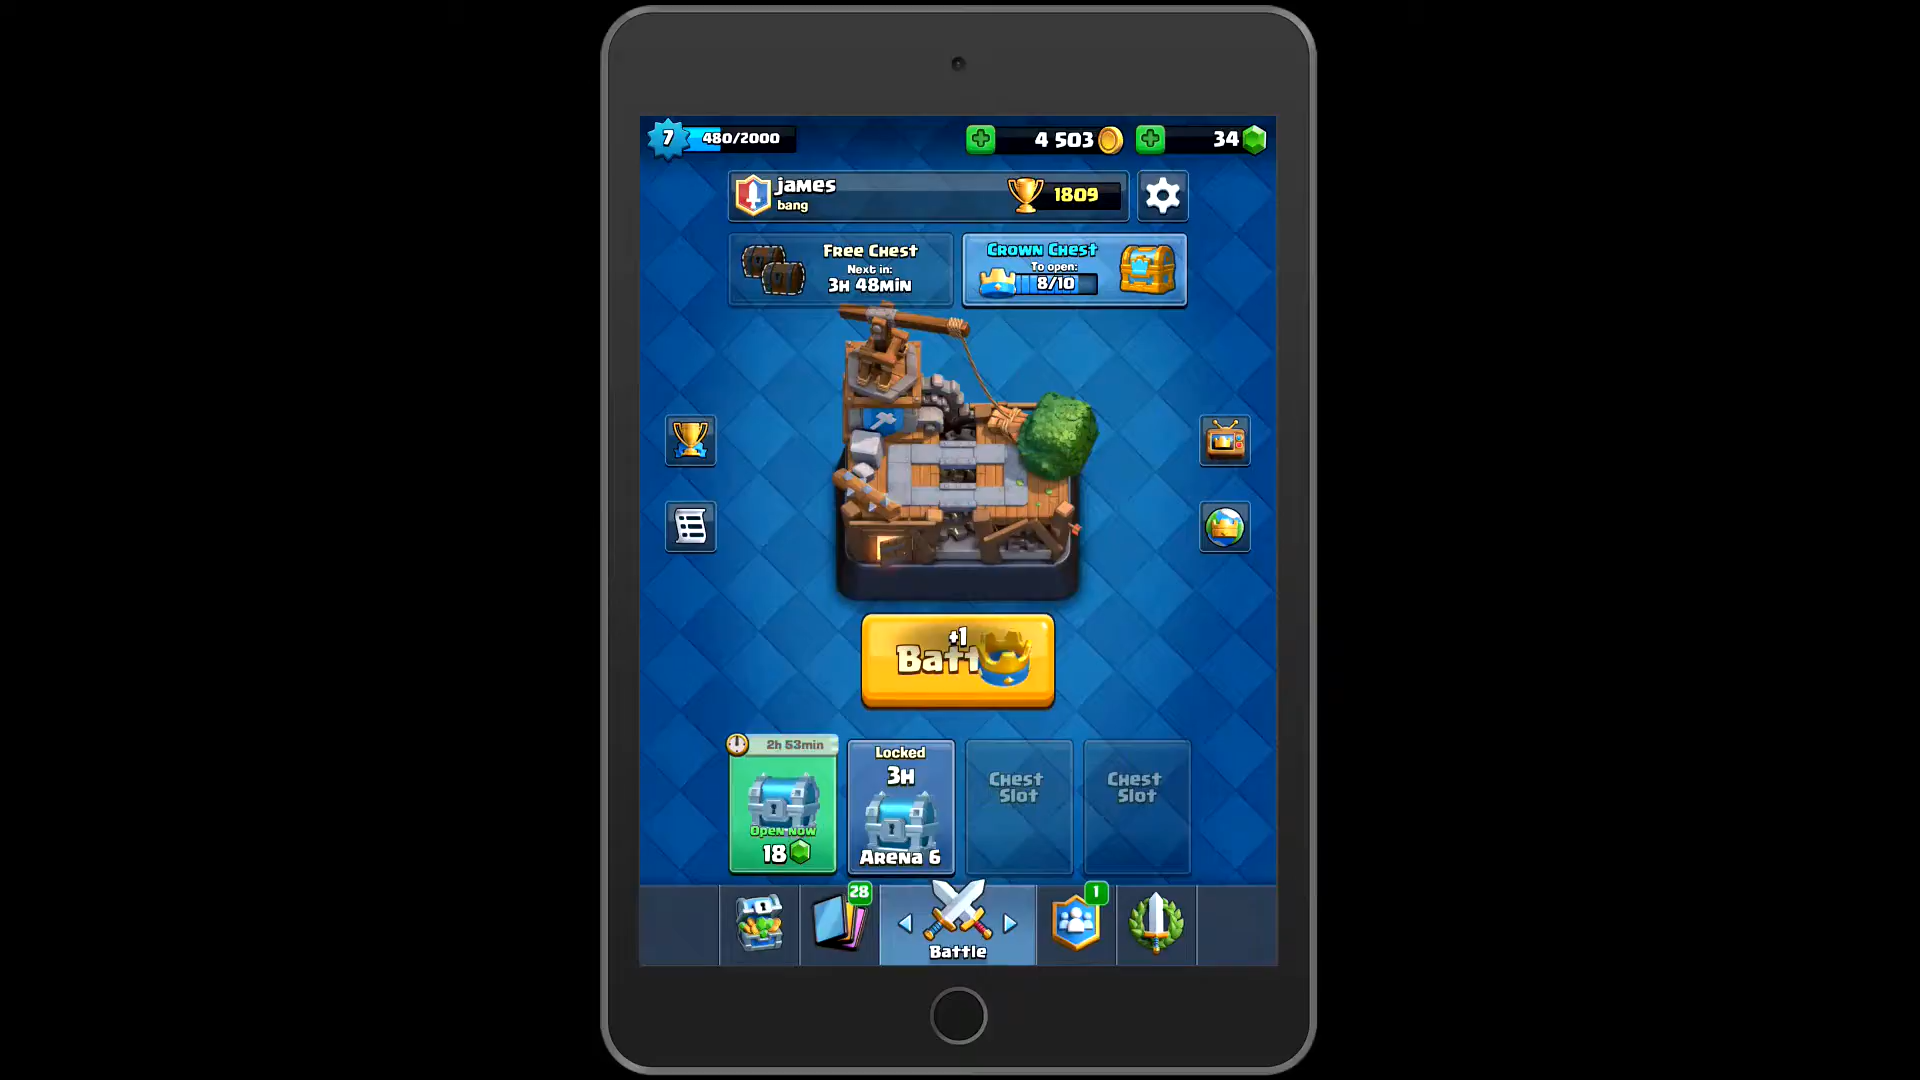 7
480/2000
4 503
34
james
bang
1809
Free Chest
Next in:
3h 48min
Crown Chest
To open:
8/10
+1
Batt
2h 53min
Open now
18
Locked
3h
Arena 6
Chest
Slot
Chest
Slot
28
Battle
1